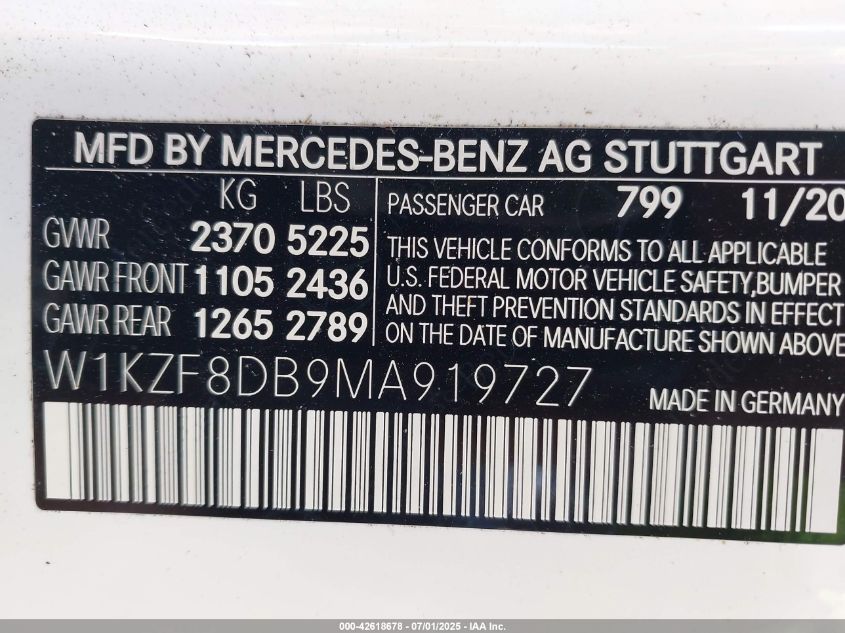 MFD BY MERCEDES-BENZ AG STUTTGART
KG LBS
GVWR 2370 5225
GAWR FRONT 1105 2436
GAWR REAR 1265 2789
PASSENGER CAR 799 11/20
THIS VEHICLE CONFORMS TO ALL APPLICABLE
U.S. FEDERAL MOTOR VEHICLE SAFETY,BUMPER
AND THEFT PREVENTION STANDARDS IN EFFECT
ON THE DATE OF MANUFACTURE SHOWN ABOVE
W1KZF8DB9MA919727
MADE IN GERMANY
000-42618678 - 07/01/2025 - IAA Inc.